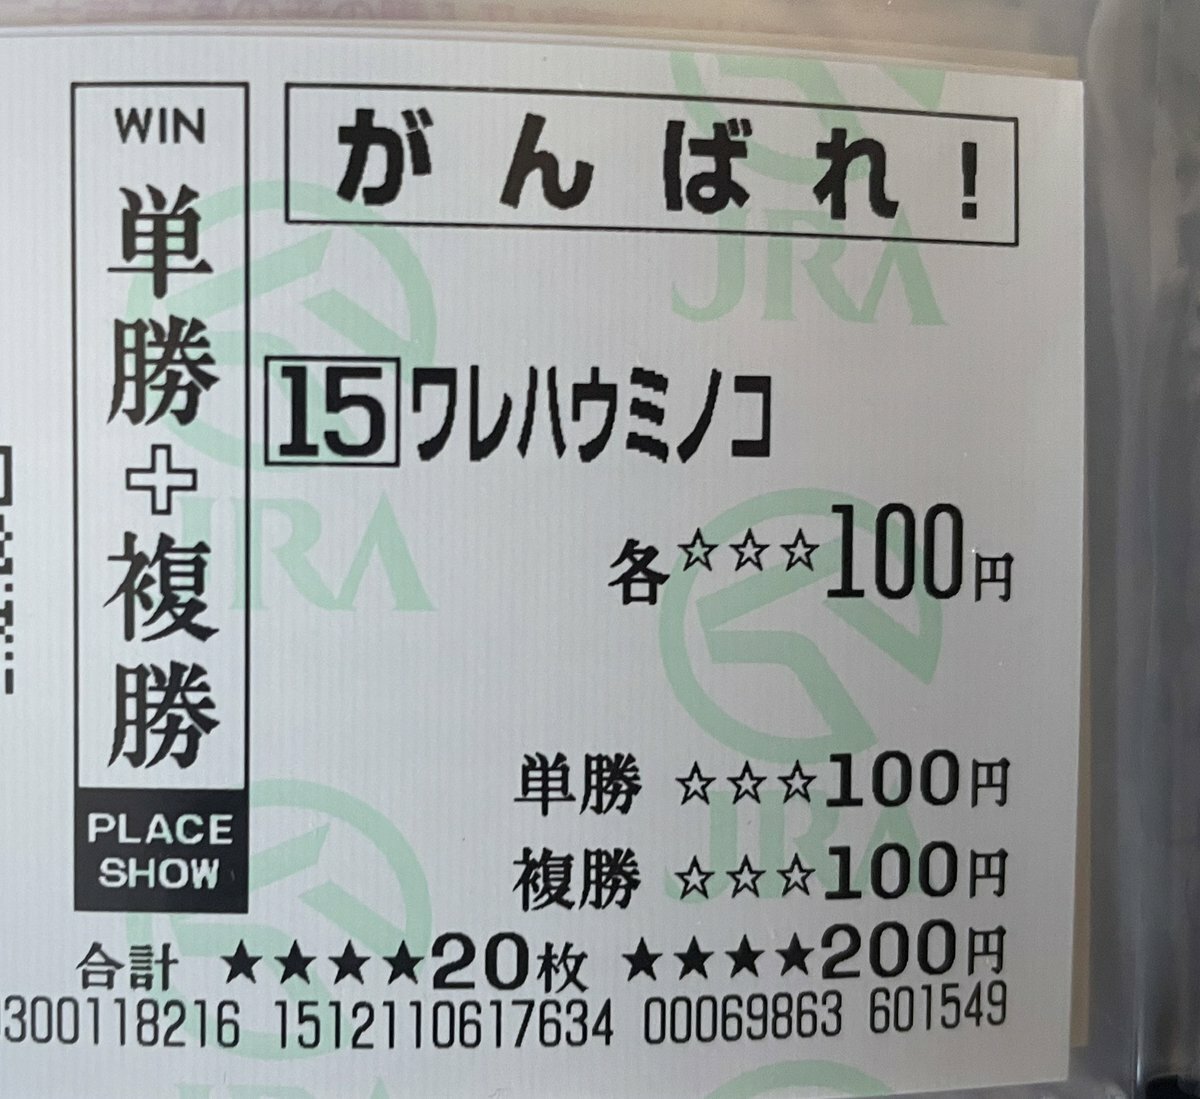 WIN
単勝+複勝
PLACE
SHOW
がんばれ!
15 ワレハウミノコ
各☆☆☆100円
単勝 ☆☆☆100円
複勝 ☆☆☆100円
合計 ★★★★20枚 ★★★★200円
300118216 1512110617634 00069863 601549
JRA
JRA
JRA